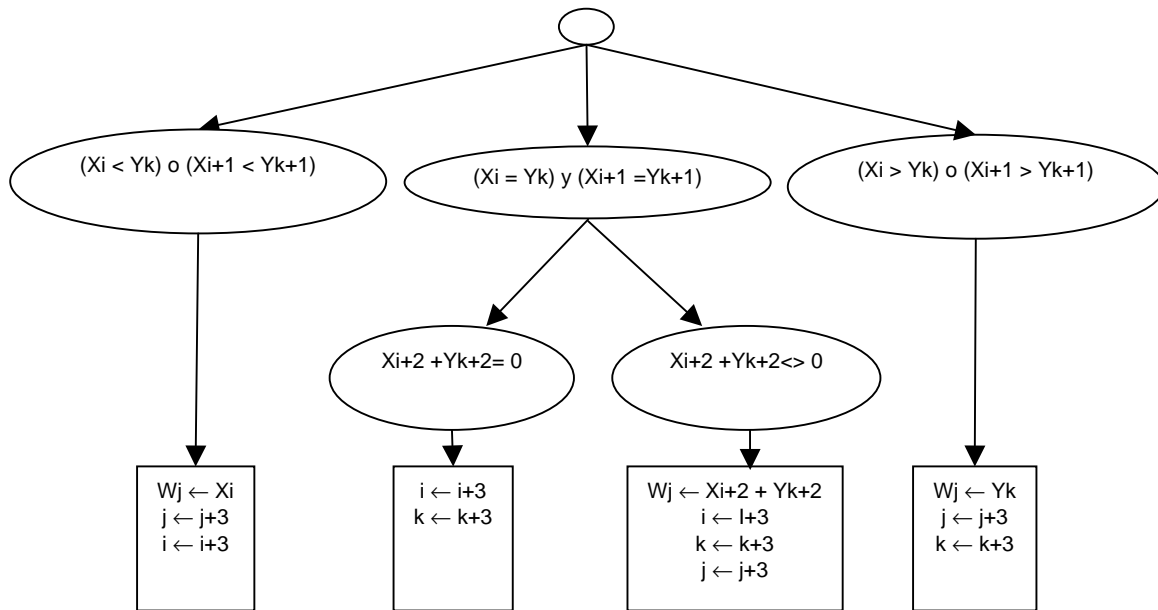 (Xi < Yk) o (Xi+1 < Yk+1)
(Xi = Yk) y (Xi+1 =Yk+1)
(Xi > Yk) o (Xi+1 > Yk+1)
Xi+2 +Yk+2= 0
Xi+2 +Yk+2<> 0
Wj ← Xi
j ← j+3
i ← i+3
i ← i+3
k ← k+3
Wj ← Xi+2 + Yk+2
i ← I+3
k ← k+3
j ← j+3
Wj ← Yk
j ← j+3
k ← k+3